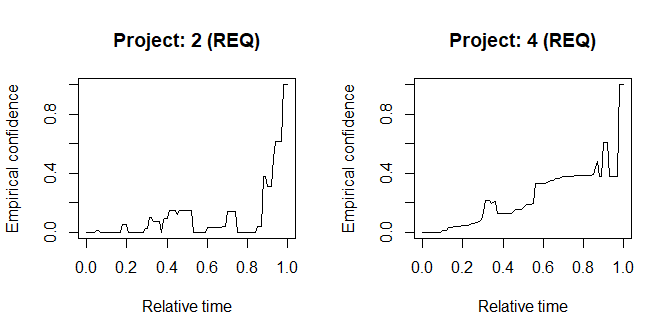 Project: 2 (REQ)
Empirical confidence
0.8
0.4
0.0
0.0 0.2 0.4 0.6 0.8 1.0
Relative time
Project: 4 (REQ)
Empirical confidence
0.8
0.4
0.0
0.0 0.2 0.4 0.6 0.8 1.0
Relative time